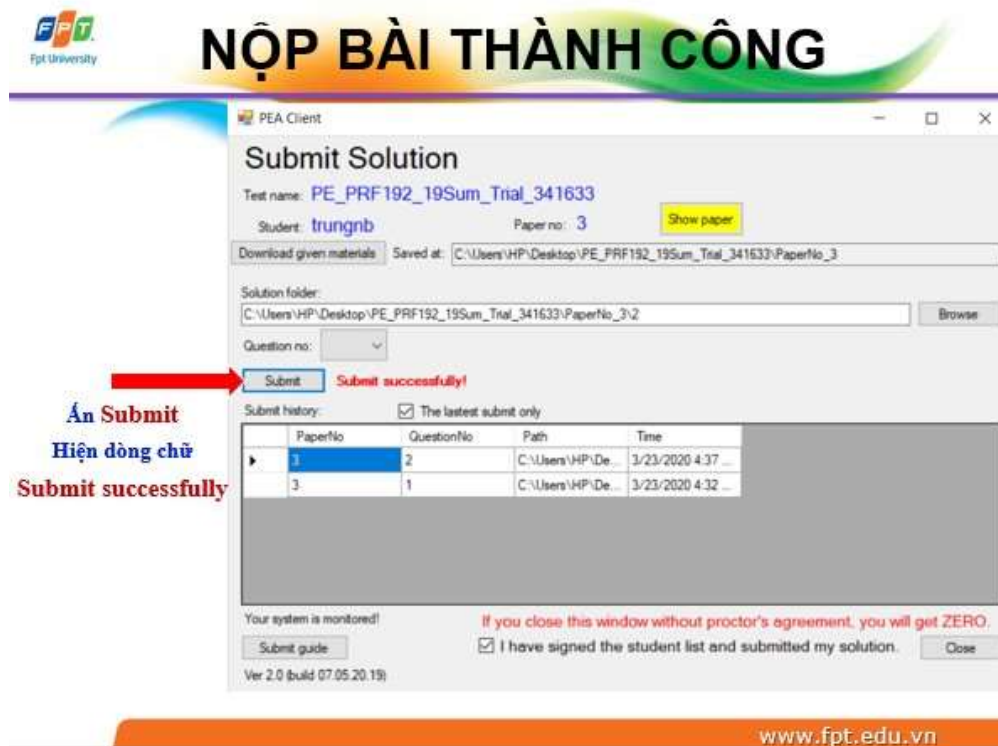 FPT
Fpt University
NỘP BÀI THÀNH CÔNG
PEA Client
Submit Solution
Test name: PE_PRF192_19Sum_Trial_341633
Student: trungnb Paper no: 3 Show paper
Download given materials Saved at: C:\Users\HP\Desktop\PE_PRF192_19Sum_Trial_341633\PaperNo_3
Solution folder:
C:\Users\HP\Desktop\PE_PRF192_19Sum_Trial_341633\PaperNo_3\2 Browse
Question no:
Submit Submit successfully!
Ấn Submit
Hiện dòng chữ
Submit successfully
Submit history: The lastest submit only
PaperNo QuestionNo Path Time
3 2 C:\Users\HP\De... 3/23/2020 4:37 ...
3 1 C:\Users\HP\De... 3/23/2020 4:32 ...
Your system is monitored! If you close this window without proctor's agreement, you will get ZERO.
Submit guide I have signed the student list and submitted my solution. Close
Ver 2.0 (build 07.05.20.19)
www.fpt.edu.vn